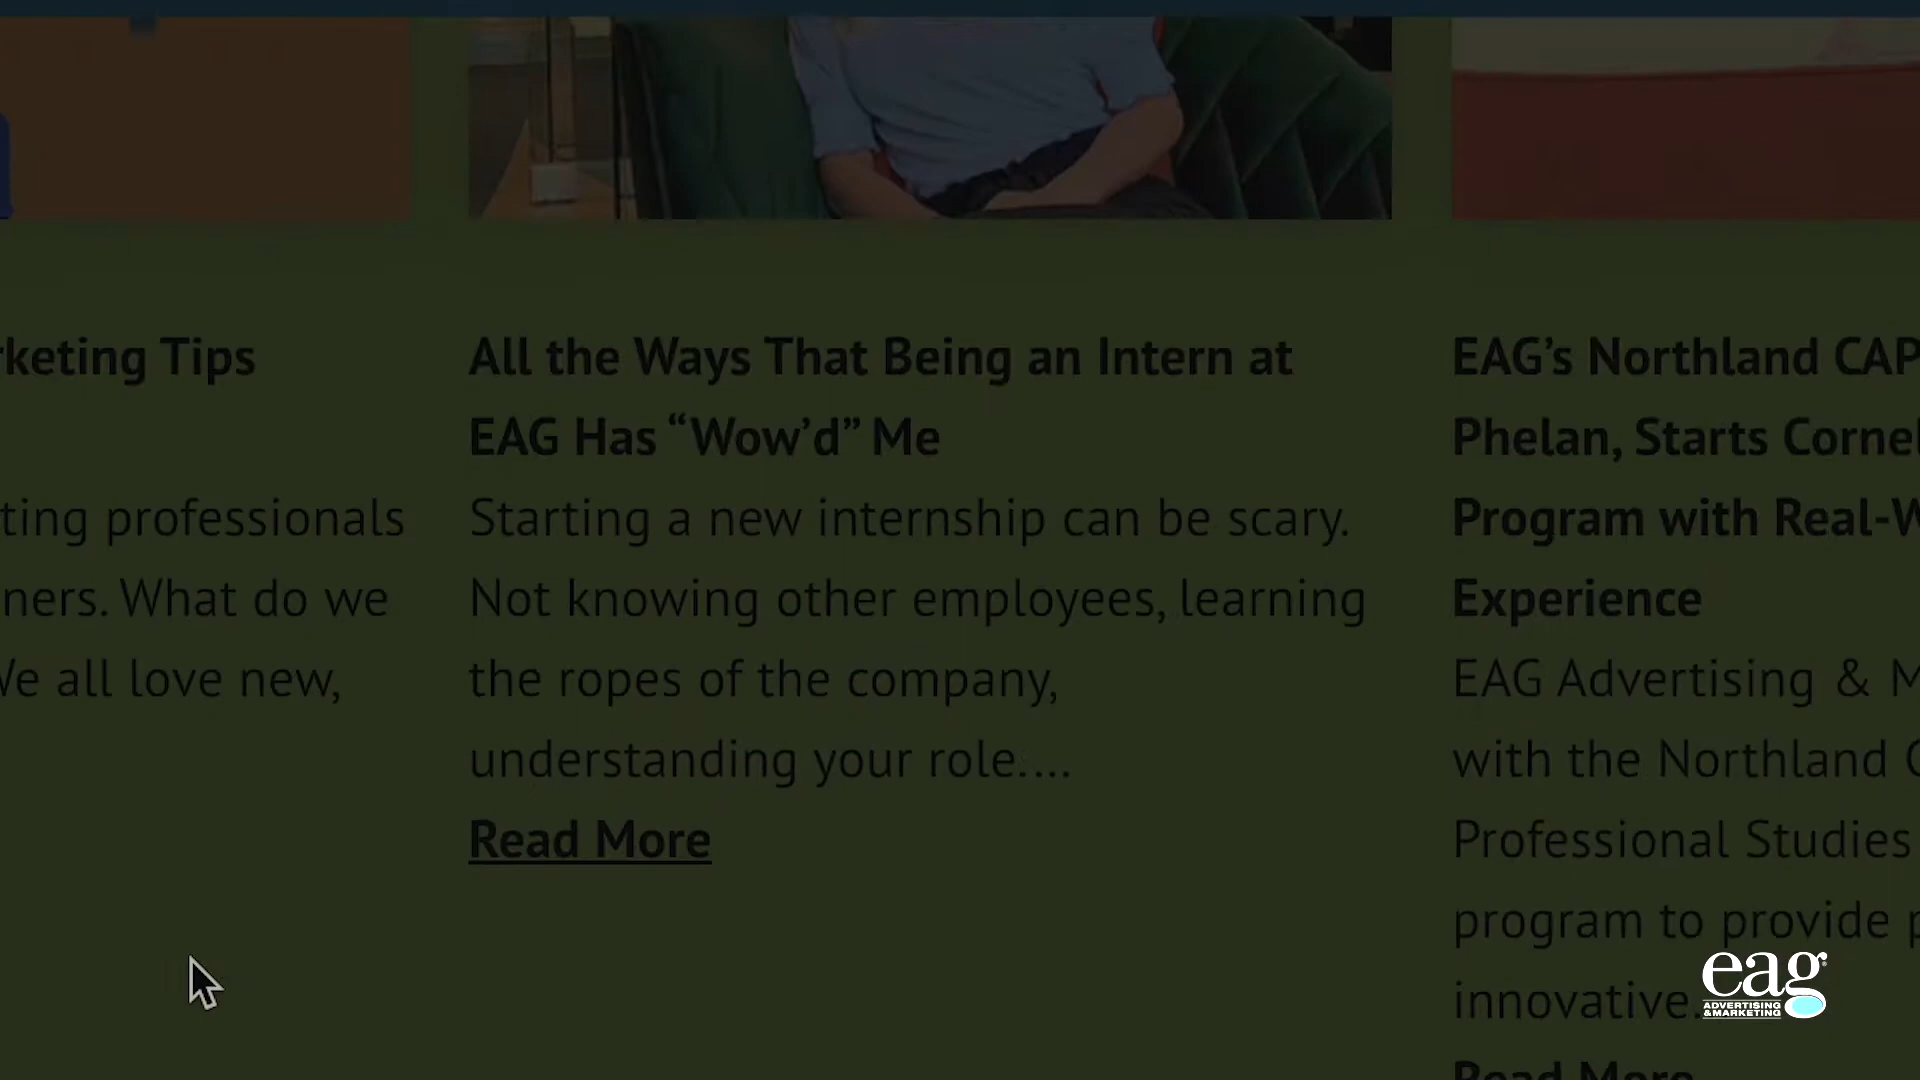 rketing Tips
ting professionals
ners. What do we
We all love new,
All the Ways That Being an Intern at
EAG Has “Wow’d” Me
Starting a new internship can be scary.
Not knowing other employees, learning
the ropes of the company,
understanding your role....
Read More
EAG’s Northland CAP
Phelan, Starts Cornel
Program with Real-W
Experience
EAG Advertising & M
with the Northland C
Professional Studies
program to provide p
innovative.
Read More
eag
ADVERTISING
& MARKETING